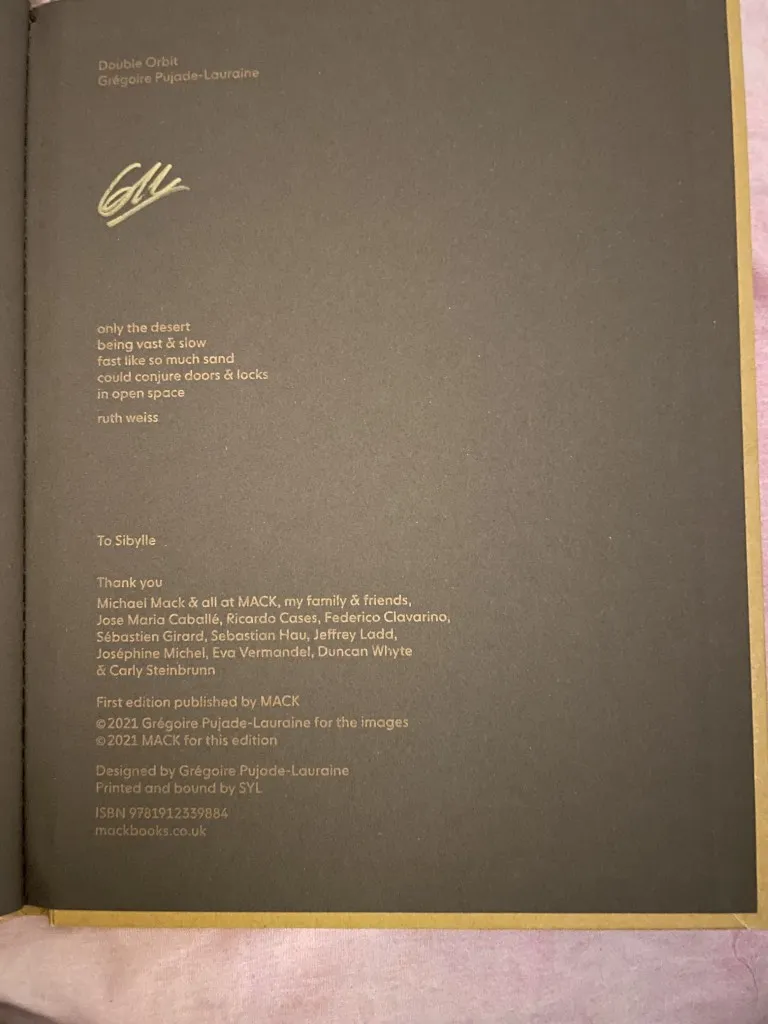 Double Orbit
Grégoire Pujade-Lauraine
only the desert
being vast & slow
fast like so much sand
could conjure doors & locks
in open space
ruth weiss
To Sibylle
Thank you
Michael Mack & all at MACK, my family & friends,
Jose Maria Caballé, Ricardo Cases, Federico Clavarino,
Sébastien Girard, Sebastian Hau, Jeffrey Ladd,
Joséphine Michel, Eva Vermandel, Duncan Whyte
& Carly Steinbrunn
First edition published by MACK
©2021 Grégoire Pujade-Lauraine for the images
©2021 MACK for this edition
Designed by Grégoire Pujade-Lauraine
Printed and bound by SYL
ISBN 9781912339884
mackbooks.co.uk